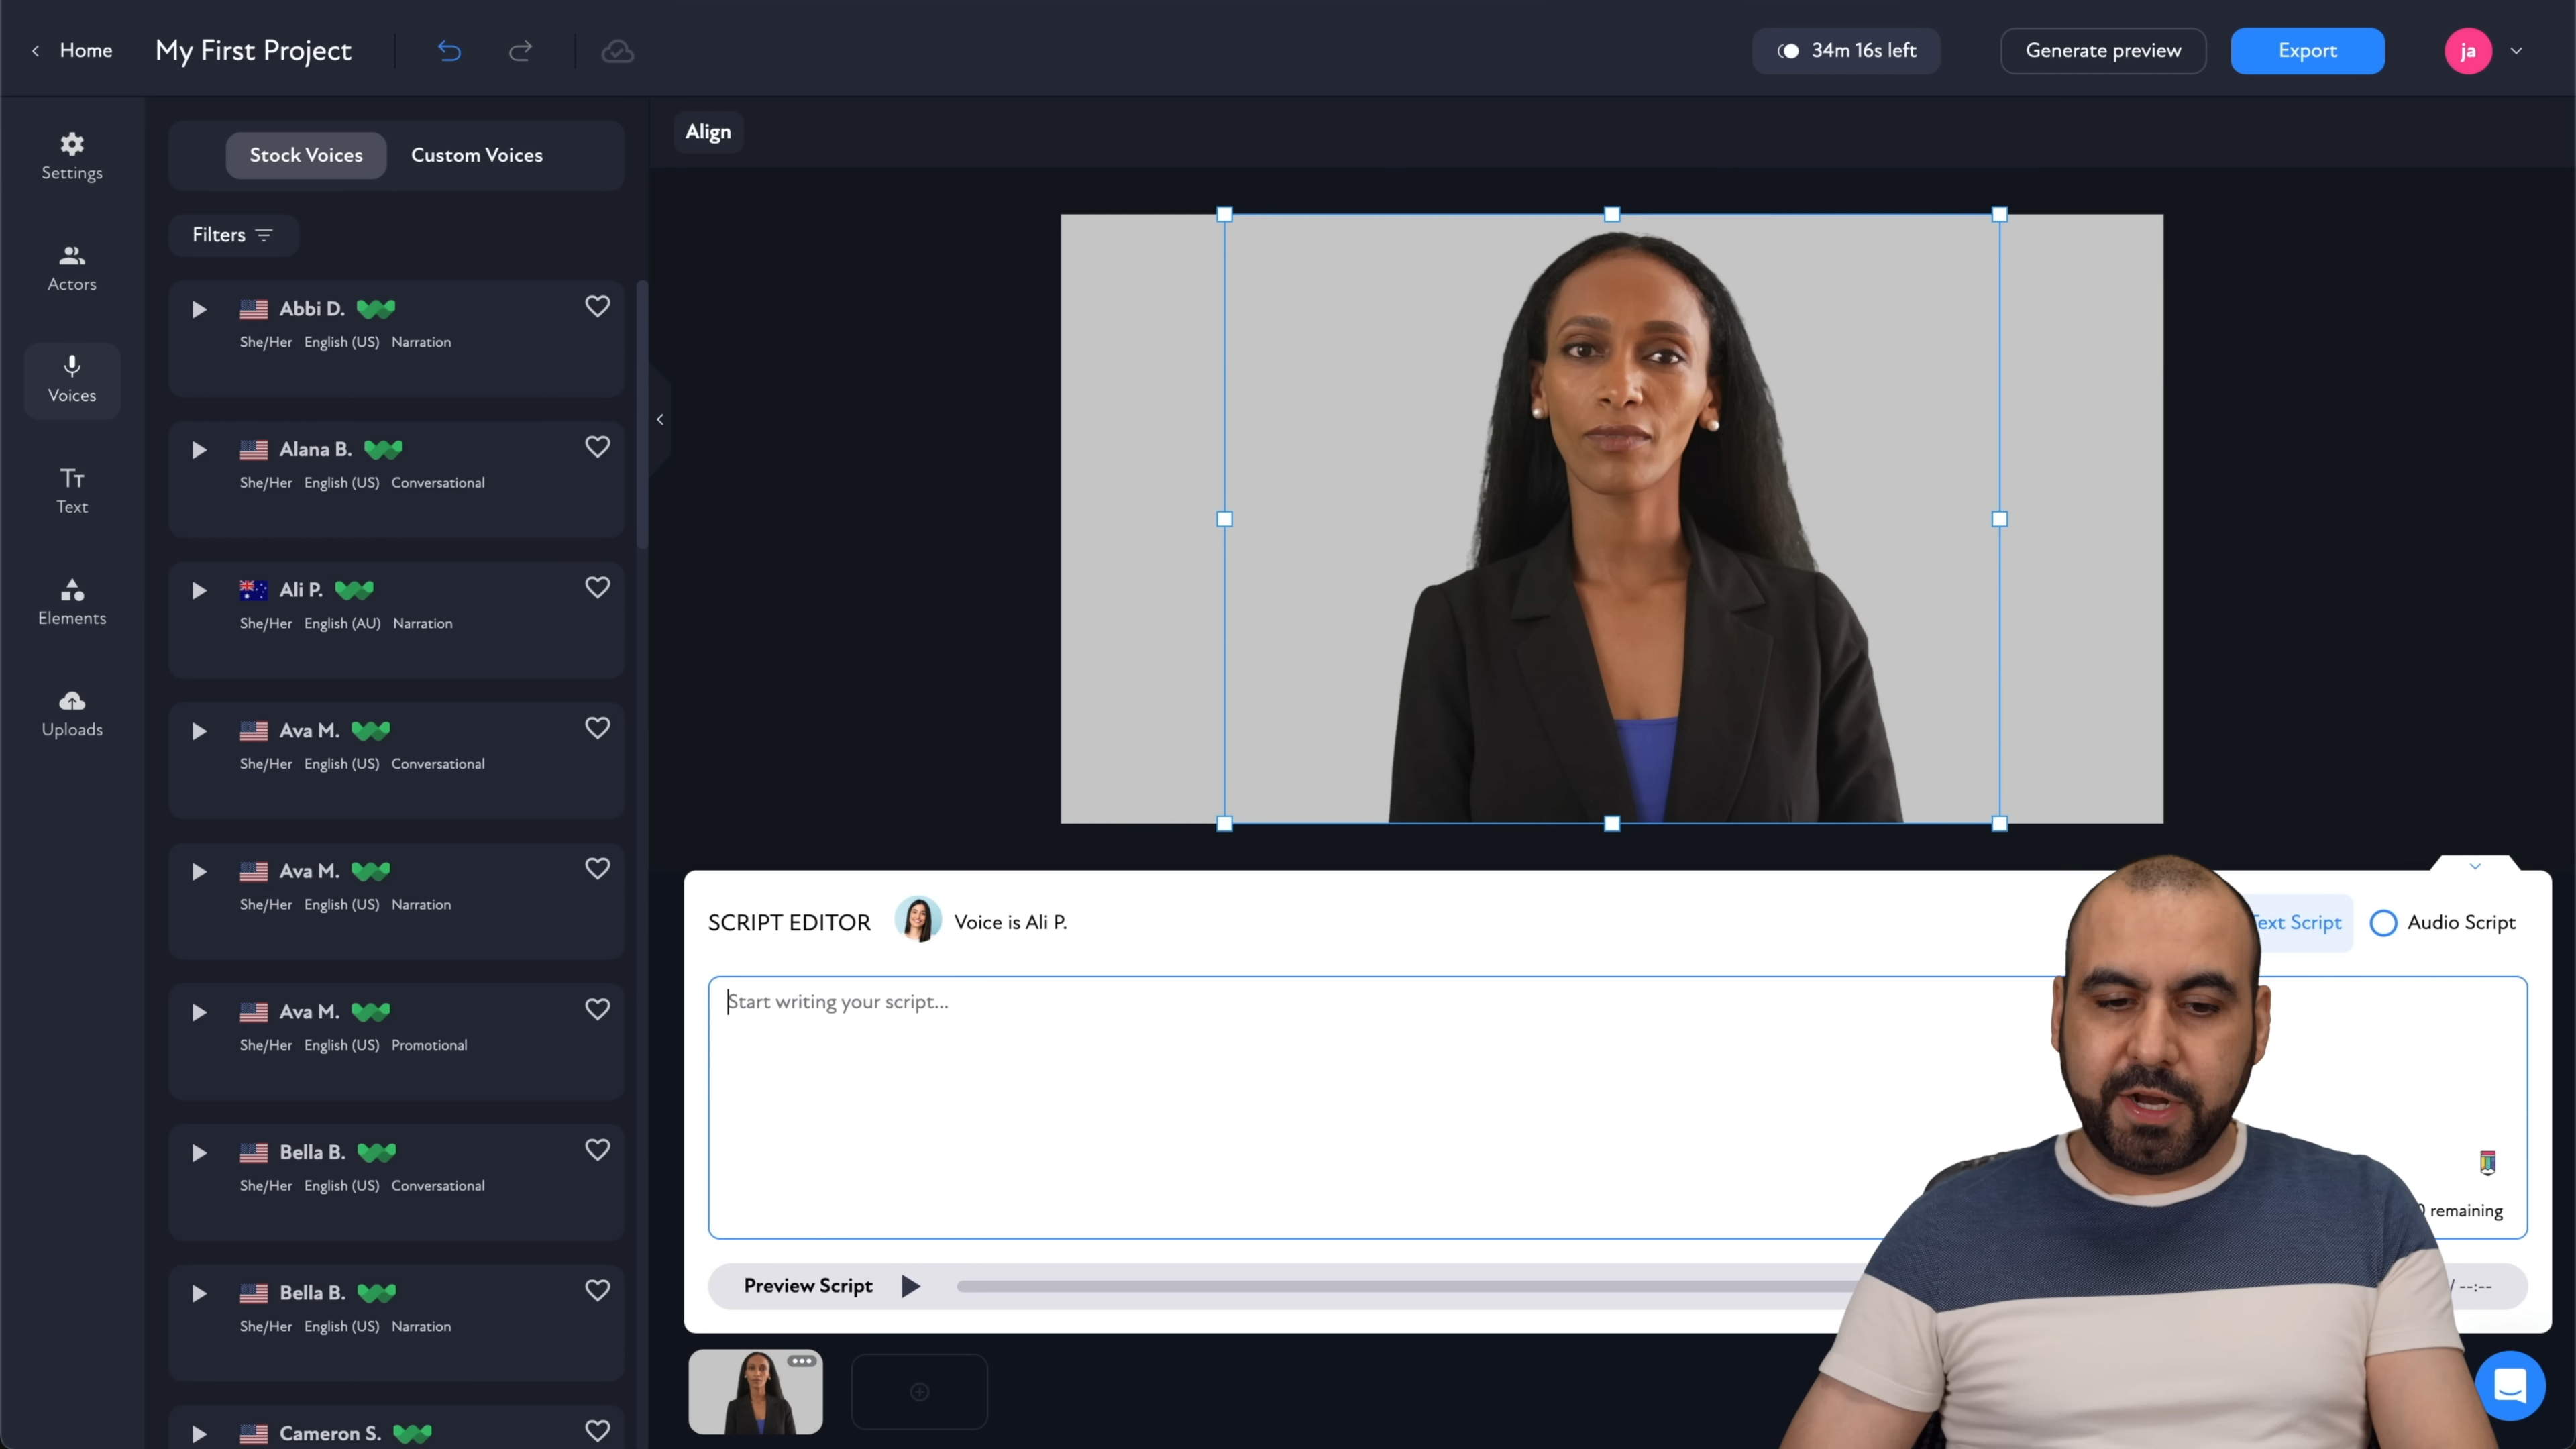 Home
My First Project
34m 16s left
Generate preview
Export
ja
Settings
Actors
Voices
Text
Elements
Uploads
Stock Voices
Custom Voices
Filters
Abbi D.
She/Her English (US) Narration
Alana B.
She/Her English (US) Conversational
Ali P.
She/Her English (AU) Narration
Ava M.
She/Her English (US) Conversational
Ava M.
She/Her English (US) Narration
Ava M.
She/Her English (US) Promotional
Bella B.
She/Her English (US) Conversational
Bella B.
She/Her English (US) Narration
Cameron S.
Align
SCRIPT EDITOR
Voice is Ali P.
Script
Audio Script
Start writing your script...
remaining
Preview Script
/ --:--